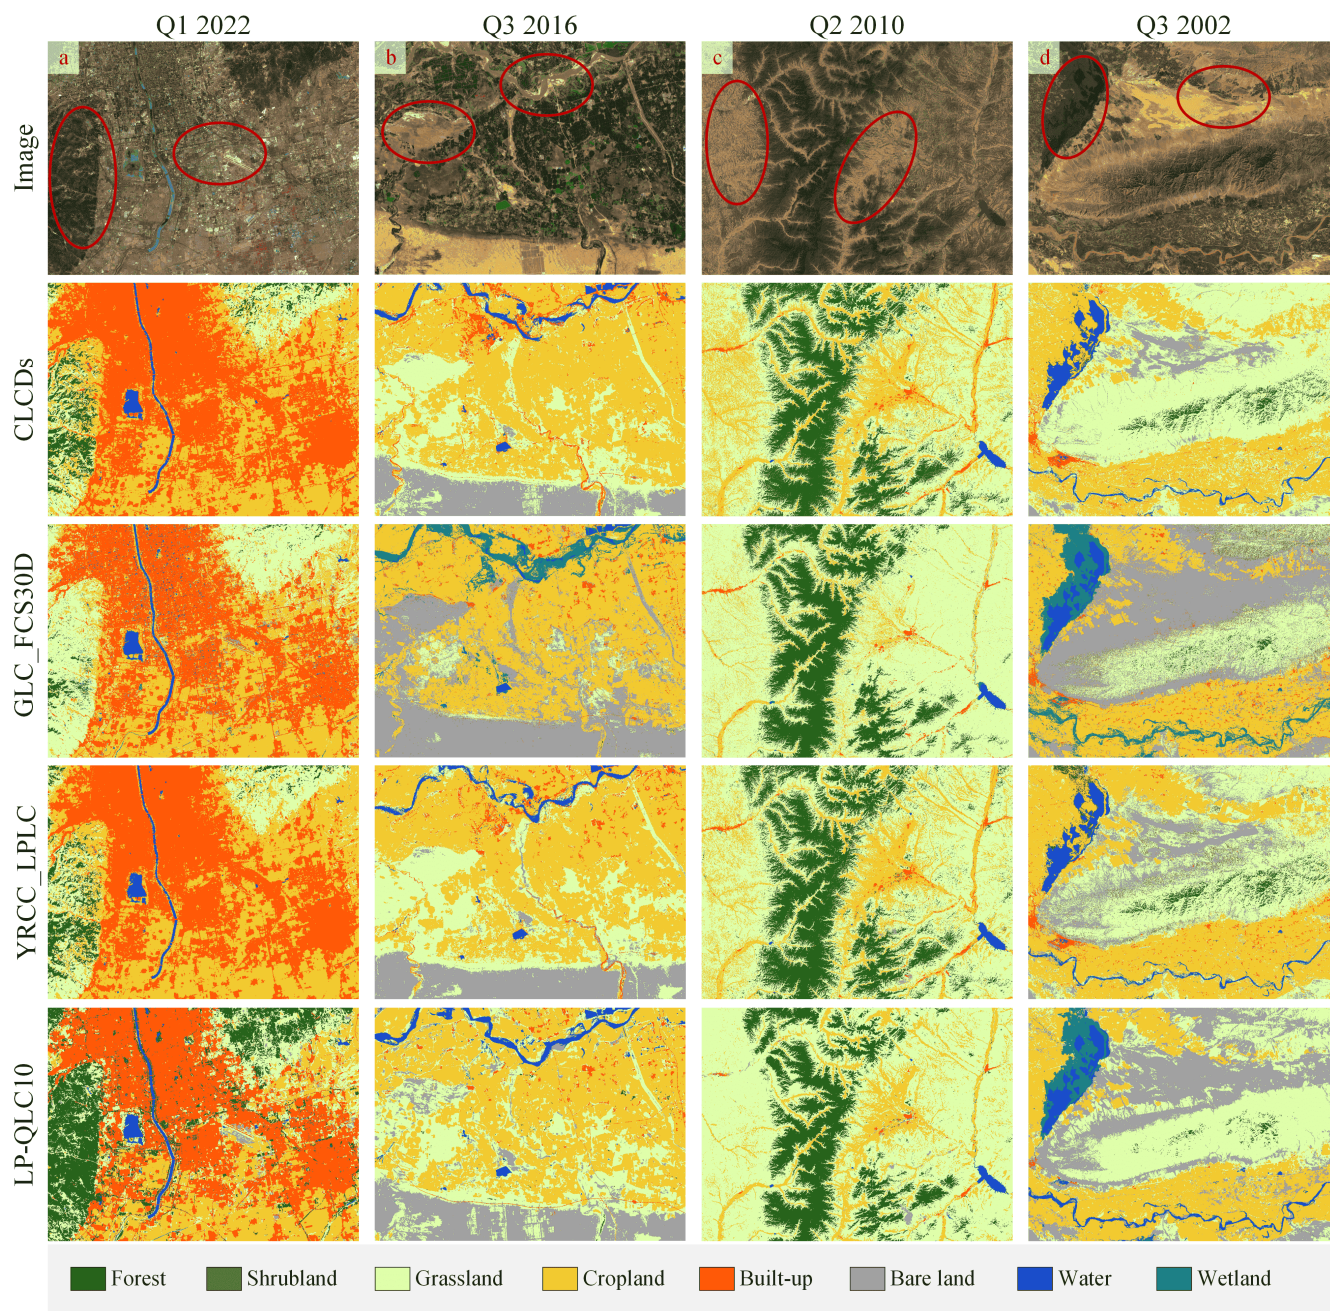 Q1 2022 Q3 2016 Q2 2010 Q3 2002
a b c d
Image
CLCDs
GLC_FCS30D
YRCC_LPLC
LP-QLC10
Forest Shrubland Grassland Cropland Built-up Bare land Water Wetland